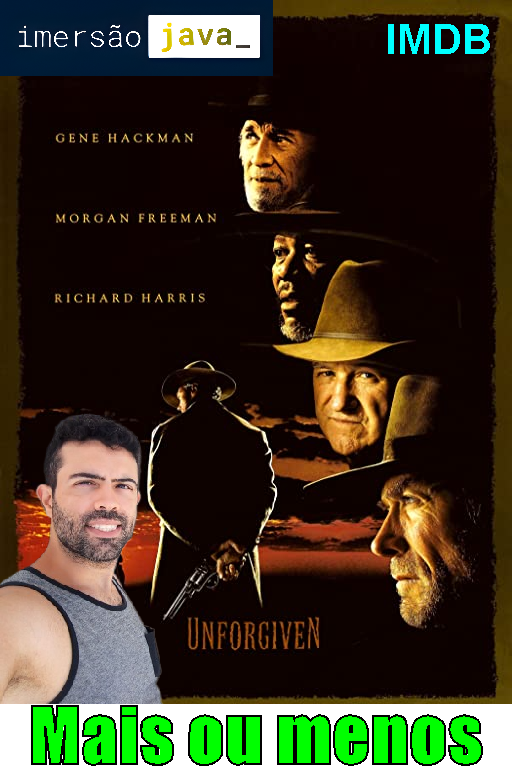 imersão java_
IMDB
GENE HACKMAN
MORGAN FREEMAN
RICHARD HARRIS
UNFORGIVEN
Mais ou menos